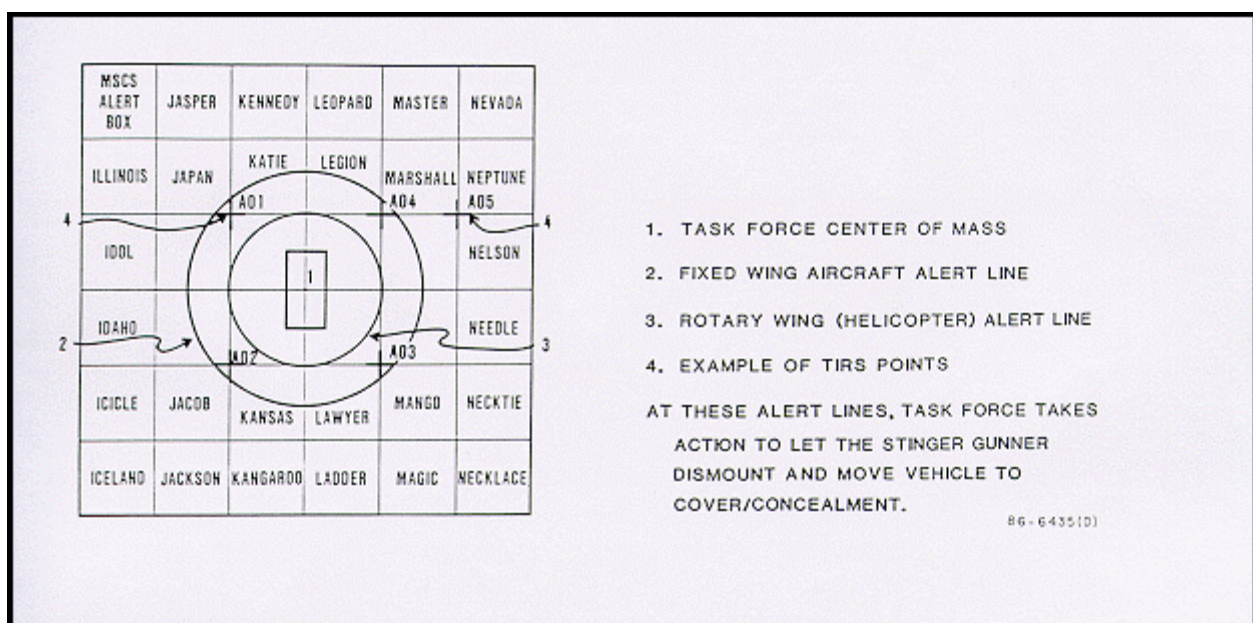 MSCS
ALERT
BOX
JASPER KENNEDY LEOPARD MASTER NEVADA
ILLINOIS JAPAN KATIE LEGION MARSHALL NEPTUNE
4 A01 A04 A05 4
IDOL 1 NELSON
2 IDAHO NEEDLE 3
A02 A03
ICICLE JACOB KANSAS LAWYER MANGO NECKTIE
ICELAND JACKSON KANGAROO LADDER MAGIC NECKLACE
1. TASK FORCE CENTER OF MASS
2. FIXED WING AIRCRAFT ALERT LINE
3. ROTARY WING (HELICOPTER) ALERT LINE
4. EXAMPLE OF TIRS POINTS
AT THESE ALERT LINES, TASK FORCE TAKES
ACTION TO LET THE STINGER GUNNER
DISMOUNT AND MOVE VEHICLE TO
COVER/CONCEALMENT.
86-6435(D)